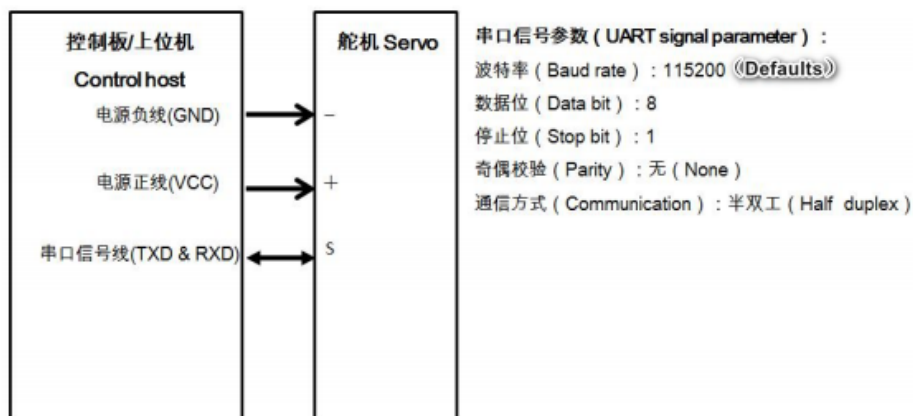 控制板/上位机
Control host
电源负线(GND)
电源正线(VCC)
串口信号线(TXD & RXD)
舵机 Servo
-
+
S
串口信号参数 ( UART signal parameter ) :
波特率 ( Baud rate ) : 115200 ((Defaults))
数据位 ( Data bit ) : 8
停止位 ( Stop bit ) : 1
奇偶校验 ( Parity ) : 无 ( None )
通信方式 ( Communication ) : 半双工 ( Half duplex )